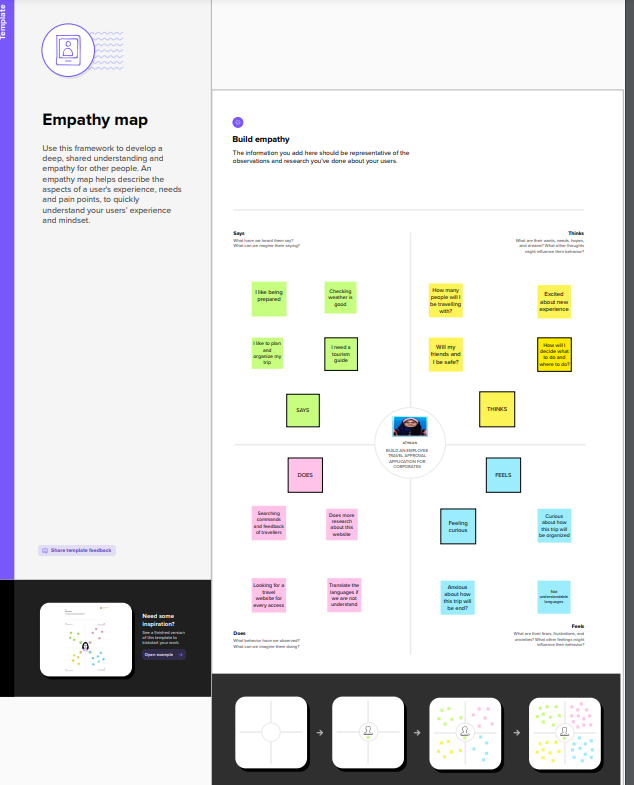 Template
Empathy map
Use this framework to develop a
deep, shared understanding and
empathy for other people. An
empathy map helps describe the
aspects of a user's experience, needs
and pain points, to quickly
understand your users' experience
and mindset.
Share template feedback
Need some
inspiration?
See a finished version
of this template to
kickstart your work.
Open example
Build empathy
The information you add here should be representative of the
observations and research you've done about your users.
Says
What have we heard them say?
What can we imagine them saying?
Thinks
What are their wants, needs, hopes,
and dreams? What other thoughts
might influence their behavior?
I like being
prepared
Checking
weather is
good
I like to plan
and
organize my
trip
I need a
tourism
guide
SAYS
How many
people will I
be travelling
with?
Excited
about new
experience
Will my
friends and
I be safe?
How will I
decide what
to do and
where to do?
THINKS
BUILD AN EMPLOYEE
TRAVEL APPROVAL
APPLICATION FOR
CORPORATES
DOES
Searching
commands
and feedback
of travellers
Does more
research
about this
website
Looking for a
travel
website for
every access
Translate the
languages if
we are not
understand
FEELS
Feeling
curious
Curious
about how
this trip will
be organized
Anxious
about how
this trip will
be end?
Not
understandable
languages
Does
What behavior have we observed?
What can we imagine them doing?
Feels
What are their fears, frustrations, and
anxieties? What other feelings might
influence their behavior?